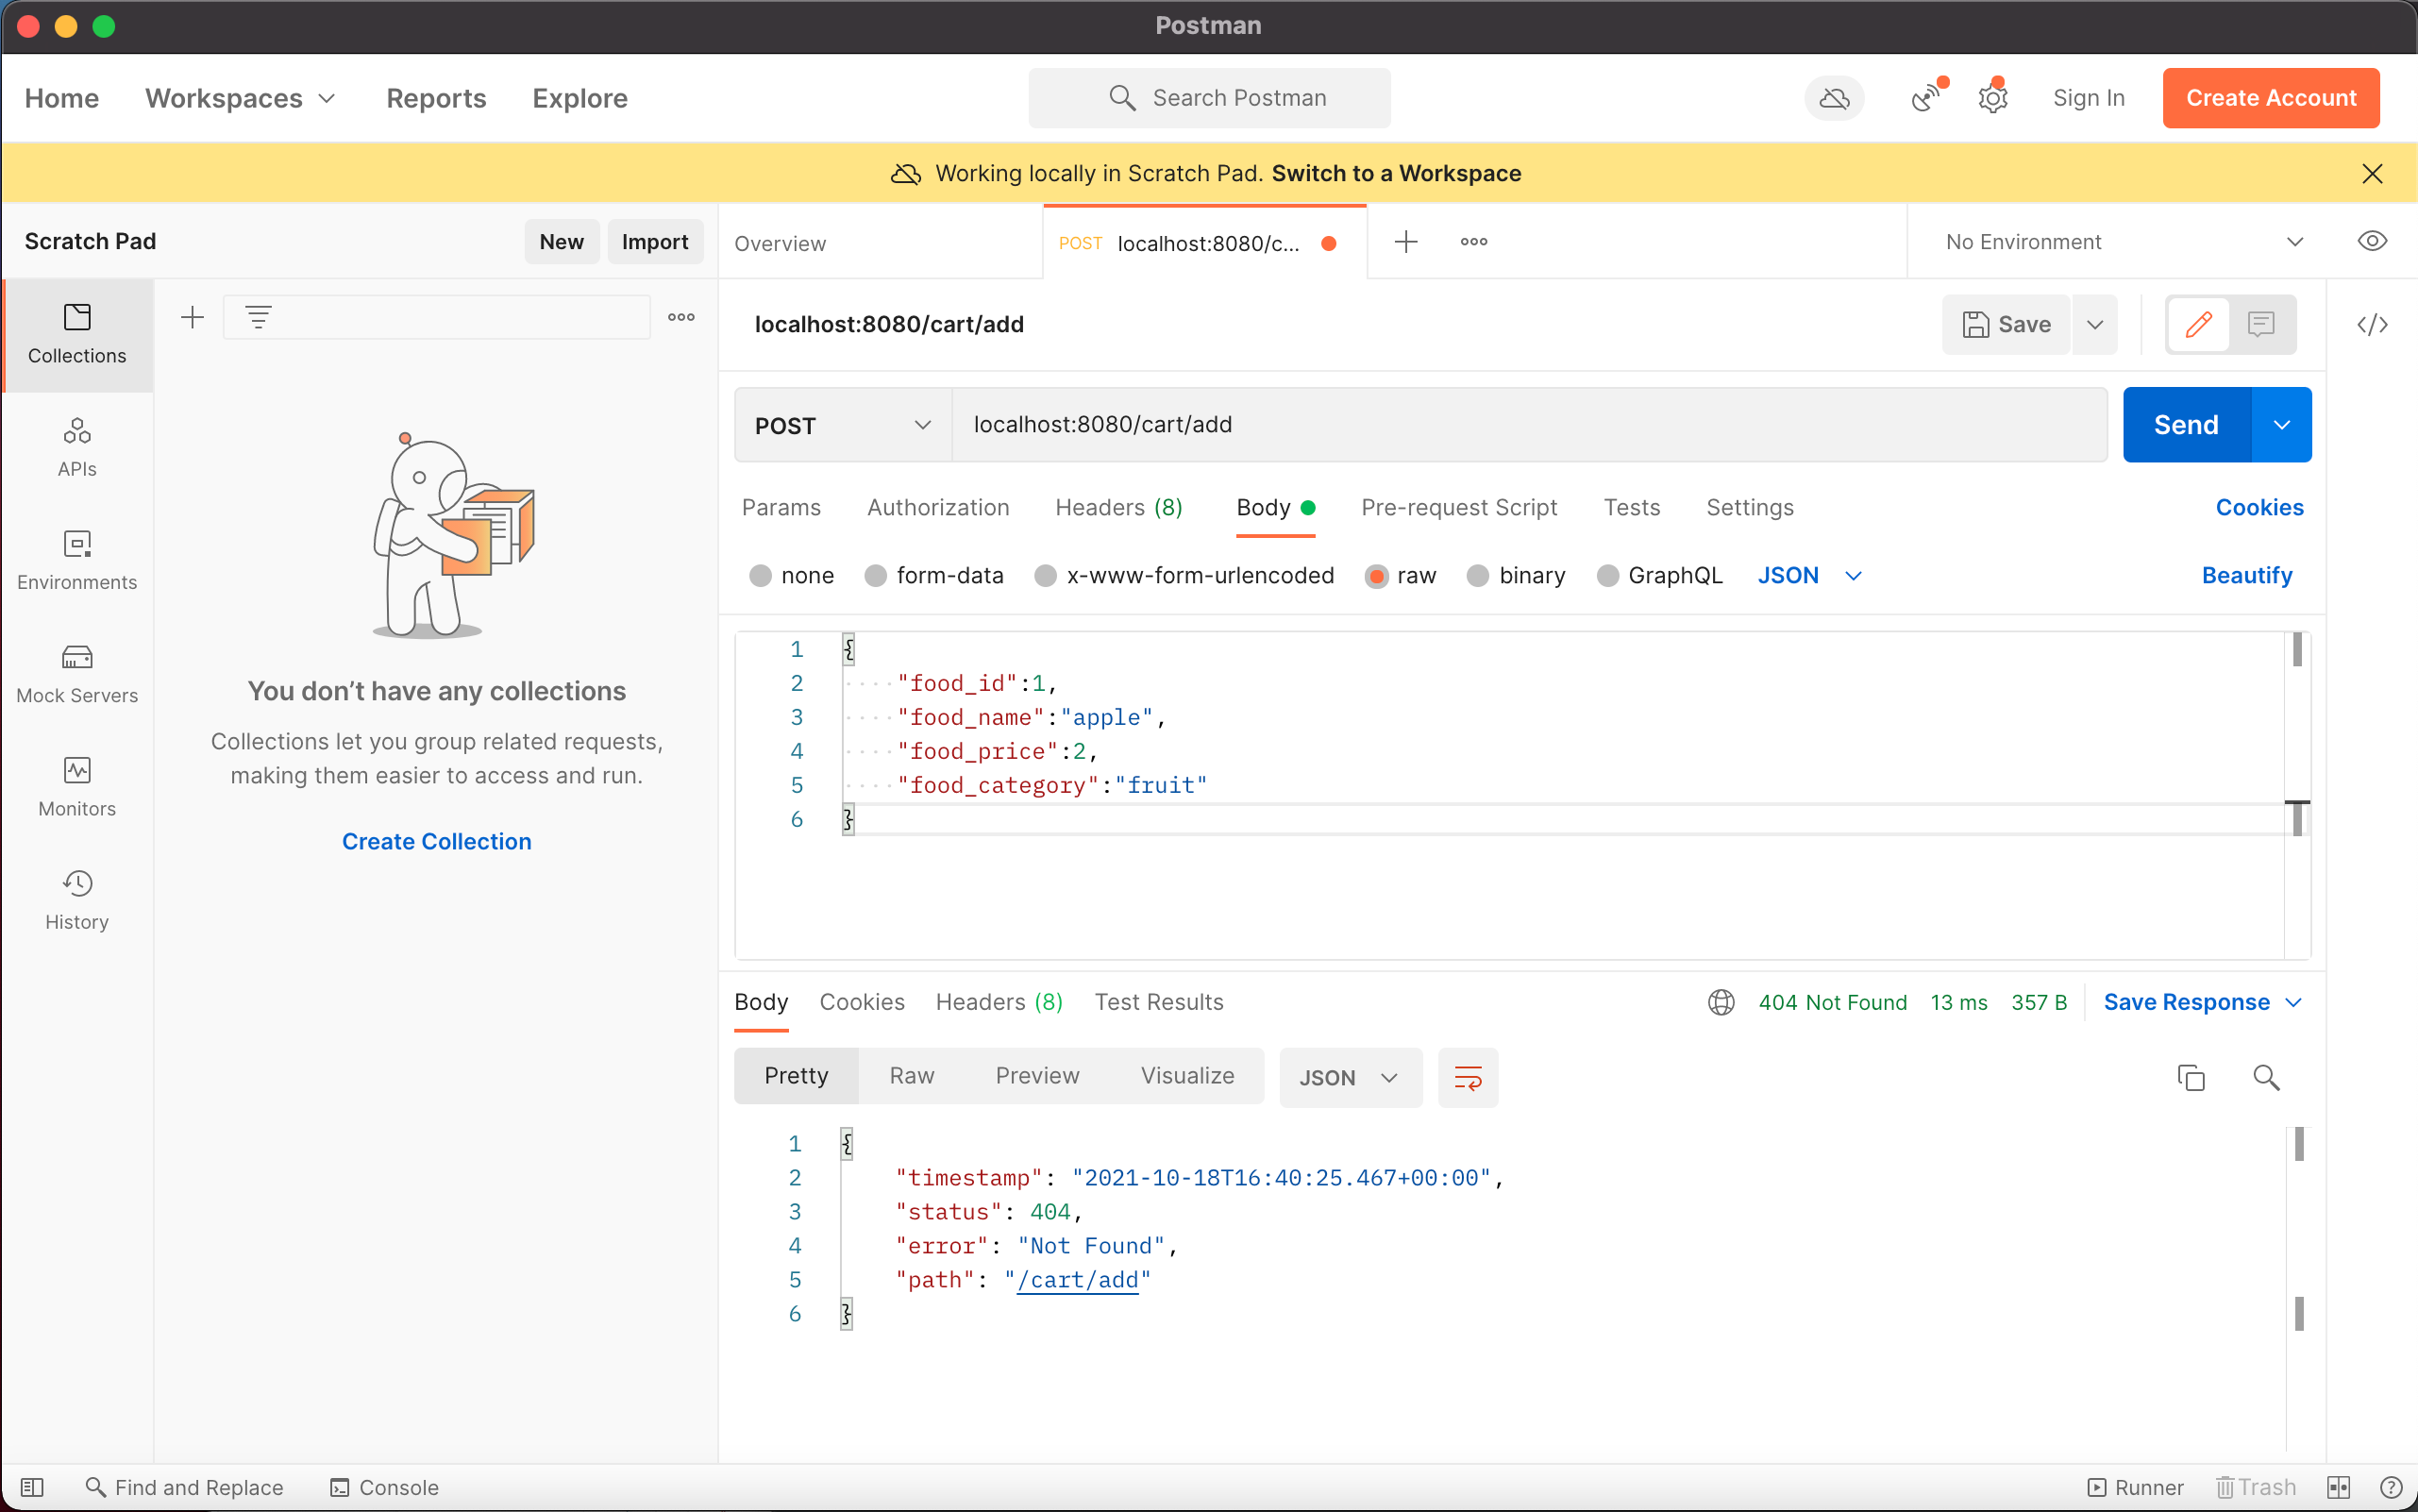 Postman
Home Workspaces Reports Explore Search Postman Sign In Create Account
Working locally in Scratch Pad. Switch to a Workspace
Scratch Pad New Import Overview POST localhost:8080/c... No Environment
Collections
APIs
Environments
Mock Servers
Monitors
History
You don’t have any collections
Collections let you group related requests,
making them easier to access and run.
Create Collection
localhost:8080/cart/add Save
POST localhost:8080/cart/add Send
Params Authorization Headers (8) Body Pre-request Script Tests Settings Cookies
none form-data x-www-form-urlencoded raw binary GraphQL JSON Beautify
1 {
2 "food_id":1,
3 "food_name":"apple",
4 "food_price":2,
5 "food_category":"fruit"
6 }
Body Cookies Headers (8) Test Results 404 Not Found 13 ms 357 B Save Response
Pretty Raw Preview Visualize JSON
1 {
2 "timestamp": "2021-10-18T16:40:25.467+00:00",
3 "status": 404,
4 "error": "Not Found",
5 "path": "/cart/add"
6 }
Find and Replace Console Runner Trash